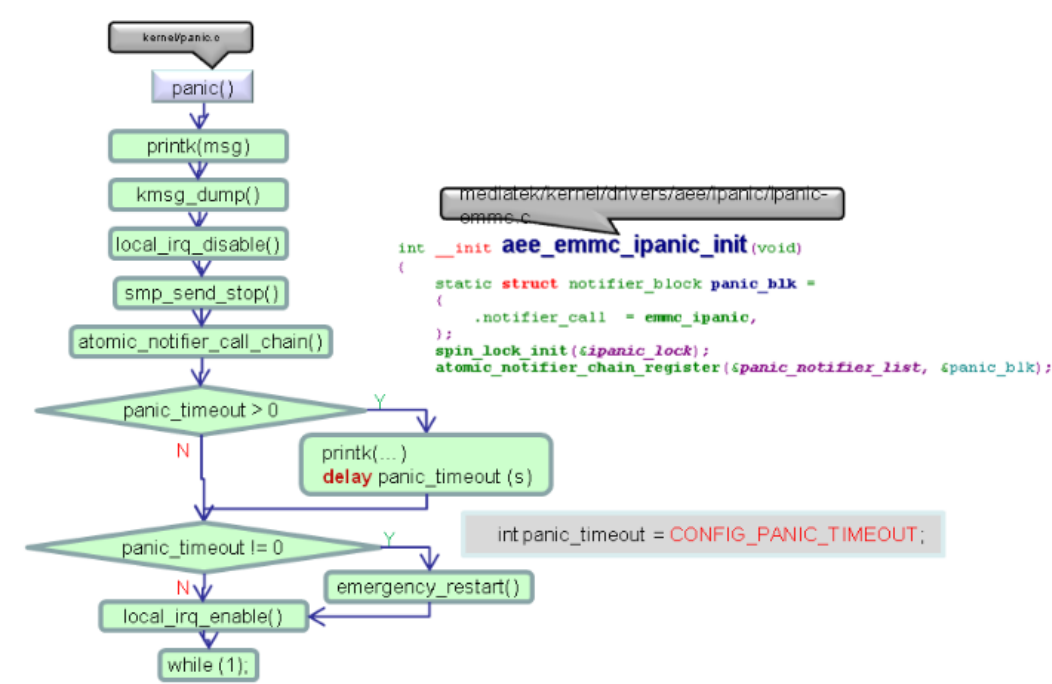 kernel/panic.c
panic()
printk(msg)
kmsg_dump()
local_irq_disable()
smp_send_stop()
atomic_notifier_call_chain()
panic_timeout > 0
Y
N
printk(...)
delay panic_timeout (s)
panic_timeout != 0
Y
N
emergency_restart()
local_irq_enable()
while (1);
mediatek/kernel/drivers/aee/ipanic/ipanic-
emmc.c
int __init aee_emmc_ipanic_init(void)
{
static struct notifier_block panic_blk =
{
.notifier_call = emmc_ipanic,
};
spin_lock_init(&ipanic_lock);
atomic_notifier_chain_register(&panic_notifier_list, &panic_blk);
int panic_timeout = CONFIG_PANIC_TIMEOUT;